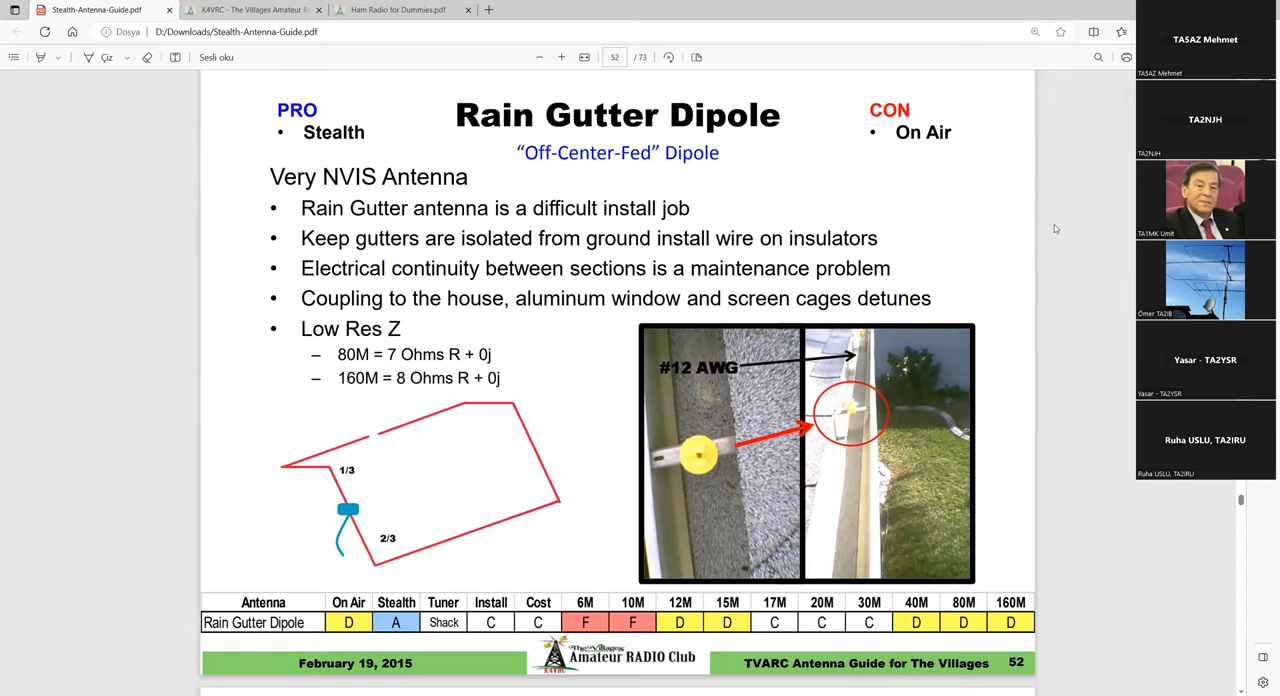 Stealth-Antenna-Guide.pdf
K4VRC - The Villages Amateur R
Ham Radio for Dummies.pdf
Dosya
D:/Downloads/Stealth-Antenna-Guide.pdf
Çiz
Sesli oku
52 / 73
PRO
• Stealth
Rain Gutter Dipole
CON
• On Air
“Off-Center-Fed” Dipole
Very NVIS Antenna
• Rain Gutter antenna is a difficult install job
• Keep gutters are isolated from ground install wire on insulators
• Electrical continuity between sections is a maintenance problem
• Coupling to the house, aluminum window and screen cages detunes
• Low Res Z
– 80M = 7 Ohms R + 0j
– 160M = 8 Ohms R + 0j
1/3
2/3
#12 AWG
Antenna On Air Stealth Tuner Install Cost 6M 10M 12M 15M 17M 20M 30M 40M 80M 160M
Rain Gutter Dipole D A Shack C C F F D D C C C D D D
February 19, 2015
The Villages
Amateur RADIO Club
K4VRC
TVARC Antenna Guide for The Villages 52
TA5AZ Mehmet
TA5AZ Mehmet
TA2NJH
TA2NJH
TA1MK Umit
Ömer TA2IB
Yasar - TA2YSR
Yasar - TA2YSR
Ruha USLU, TA2IRU
Ruha USLU, TA2IRU